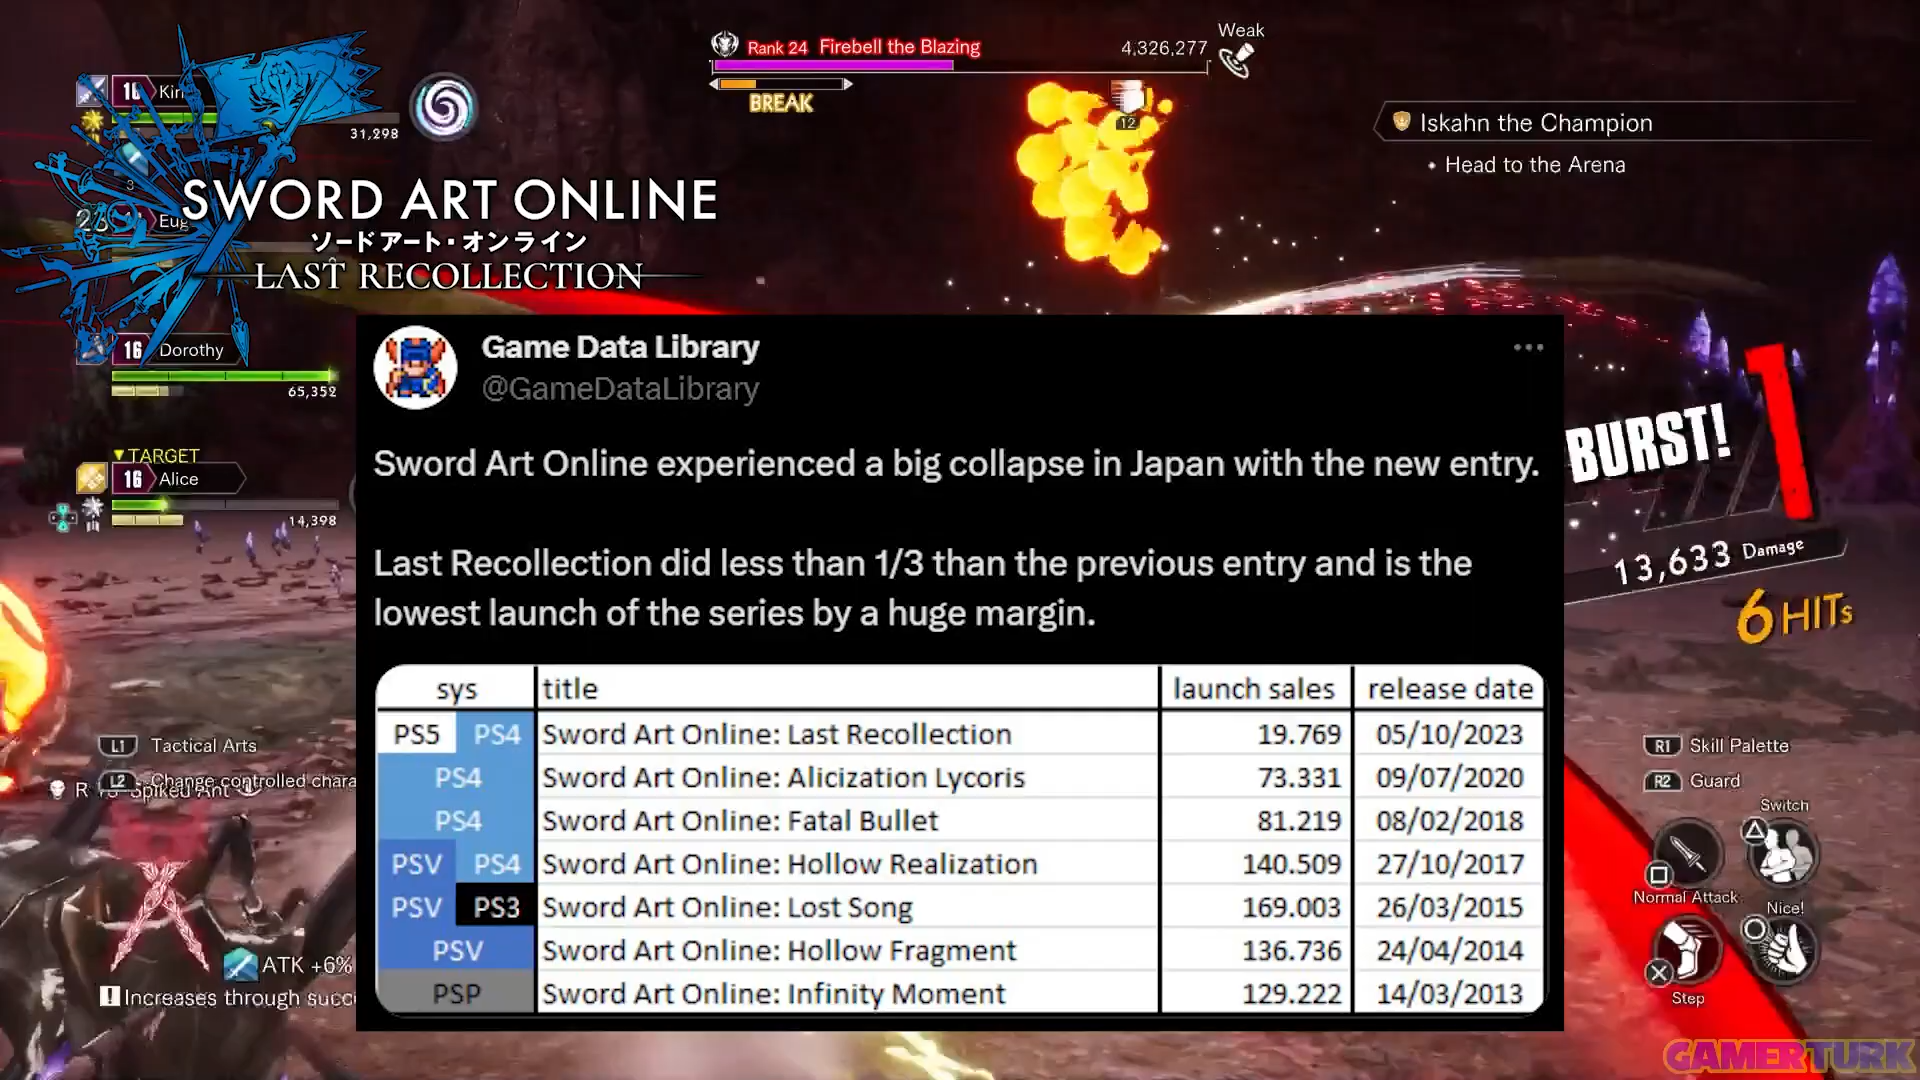 Rank 24 Firebell the Blazing
4,326,277
Weak
BREAK
12
Iskahn the Champion
Head to the Arena
31,298
3
SWORD ART ONLINE
ソードアート・オンライン
LAST RECOLLECTION
16 Dorothy
65,352
▼TARGET
16 Alice
14,398
Game Data Library
@GameDataLibrary
Sword Art Online experienced a big collapse in Japan with the new entry.
Last Recollection did less than 1/3 than the previous entry and is the
lowest launch of the series by a huge margin.
sys title launch sales release date
PS5 PS4 Sword Art Online: Last Recollection 19.769 05/10/2023
PS4 Sword Art Online: Alicization Lycoris 73.331 09/07/2020
PS4 Sword Art Online: Fatal Bullet 81.219 08/02/2018
PSV PS4 Sword Art Online: Hollow Realization 140.509 27/10/2017
PSV PS3 Sword Art Online: Lost Song 169.003 26/03/2015
PSV Sword Art Online: Hollow Fragment 136.736 24/04/2014
PSP Sword Art Online: Infinity Moment 129.222 14/03/2013
BURST! 1
13,633 Damage
6 HITs
L1 Tactical Arts
L2 Change controlled chara
Spiked Ant
ATK +6%
Increases through succ
R1 Skill Palette
R2 Guard
Switch
Normal Attack
Nice!
Step
GAMERTURK